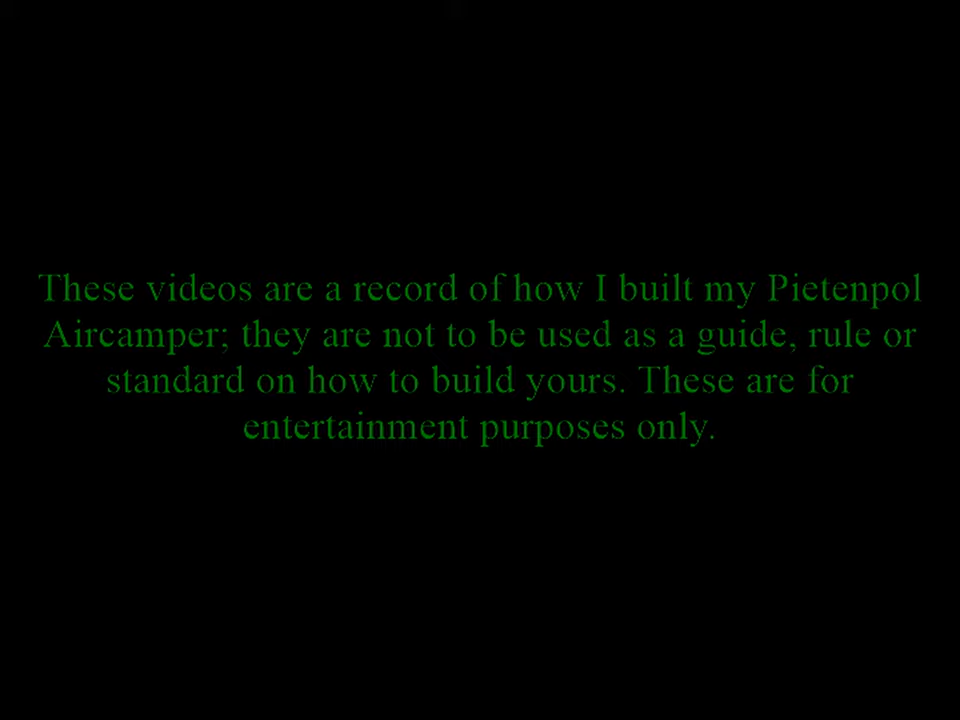 These videos are a record of how I built my Pietenpol
Aircamper; they are not to be used as a guide, rule or
standard on how to build yours. These are for
entertainment purposes only.